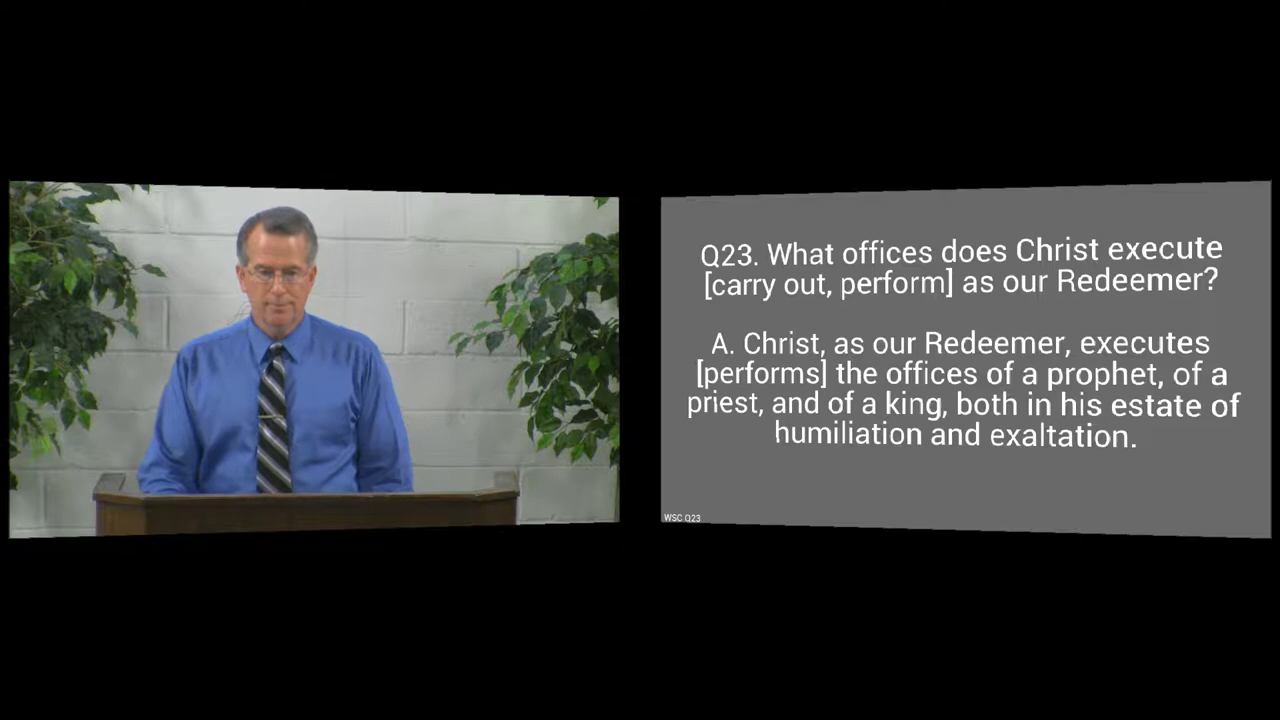 Q23. What offices does Christ execute
[carry out, perform] as our Redeemer?
A. Christ, as our Redeemer, executes
[performs] the offices of a prophet, of a
priest, and of a king, both in his estate of
humiliation and exaltation.
WSC Q23